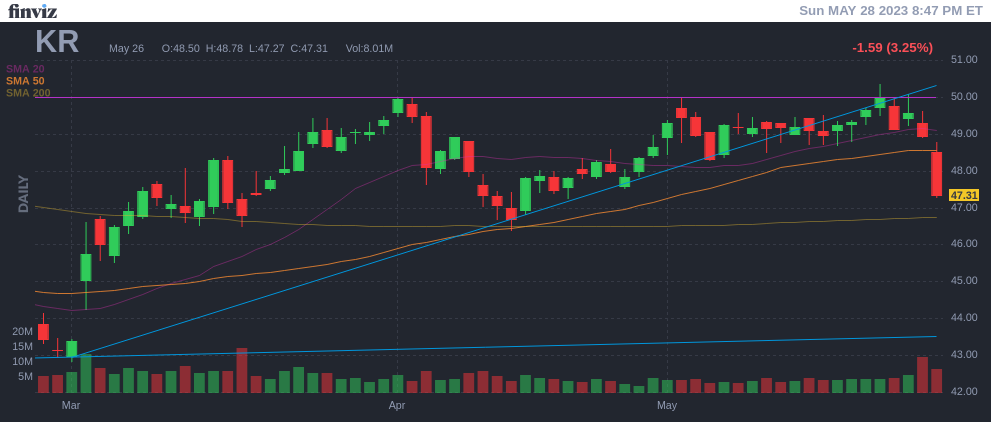 finviz
Sun MAY 28 2023 8:47 PM ET
KR
May 26 O:48.50 H:48.78 L:47.27 C:47.31 Vol:8.01M
-1.59 (3.25%)
SMA 20
SMA 50
SMA 200
DAILY
51.00
50.00
49.00
48.00
47.31
47.00
46.00
45.00
44.00
43.00
42.00
20M
15M
10M
5M
Mar
Apr
May